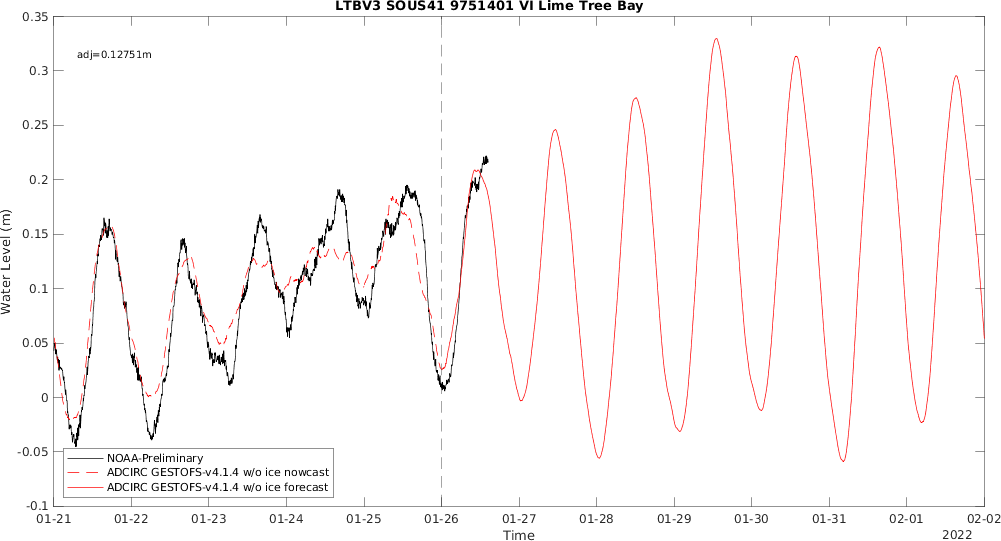 LTBV3 SOUS41 9751401 VI Lime Tree Bay
adj=0.12751m
Water Level (m)
0.35
0.3
0.25
0.2
0.15
0.1
0.05
0
-0.05
-0.1
NOAA-Preliminary
ADCIRC GESTOFS-v4.1.4 w/o ice nowcast
ADCIRC GESTOFS-v4.1.4 w/o ice forecast
01-21 01-22 01-23 01-24 01-25 01-26 01-27 01-28 01-29 01-30 01-31 02-01 02-02
Time
2022